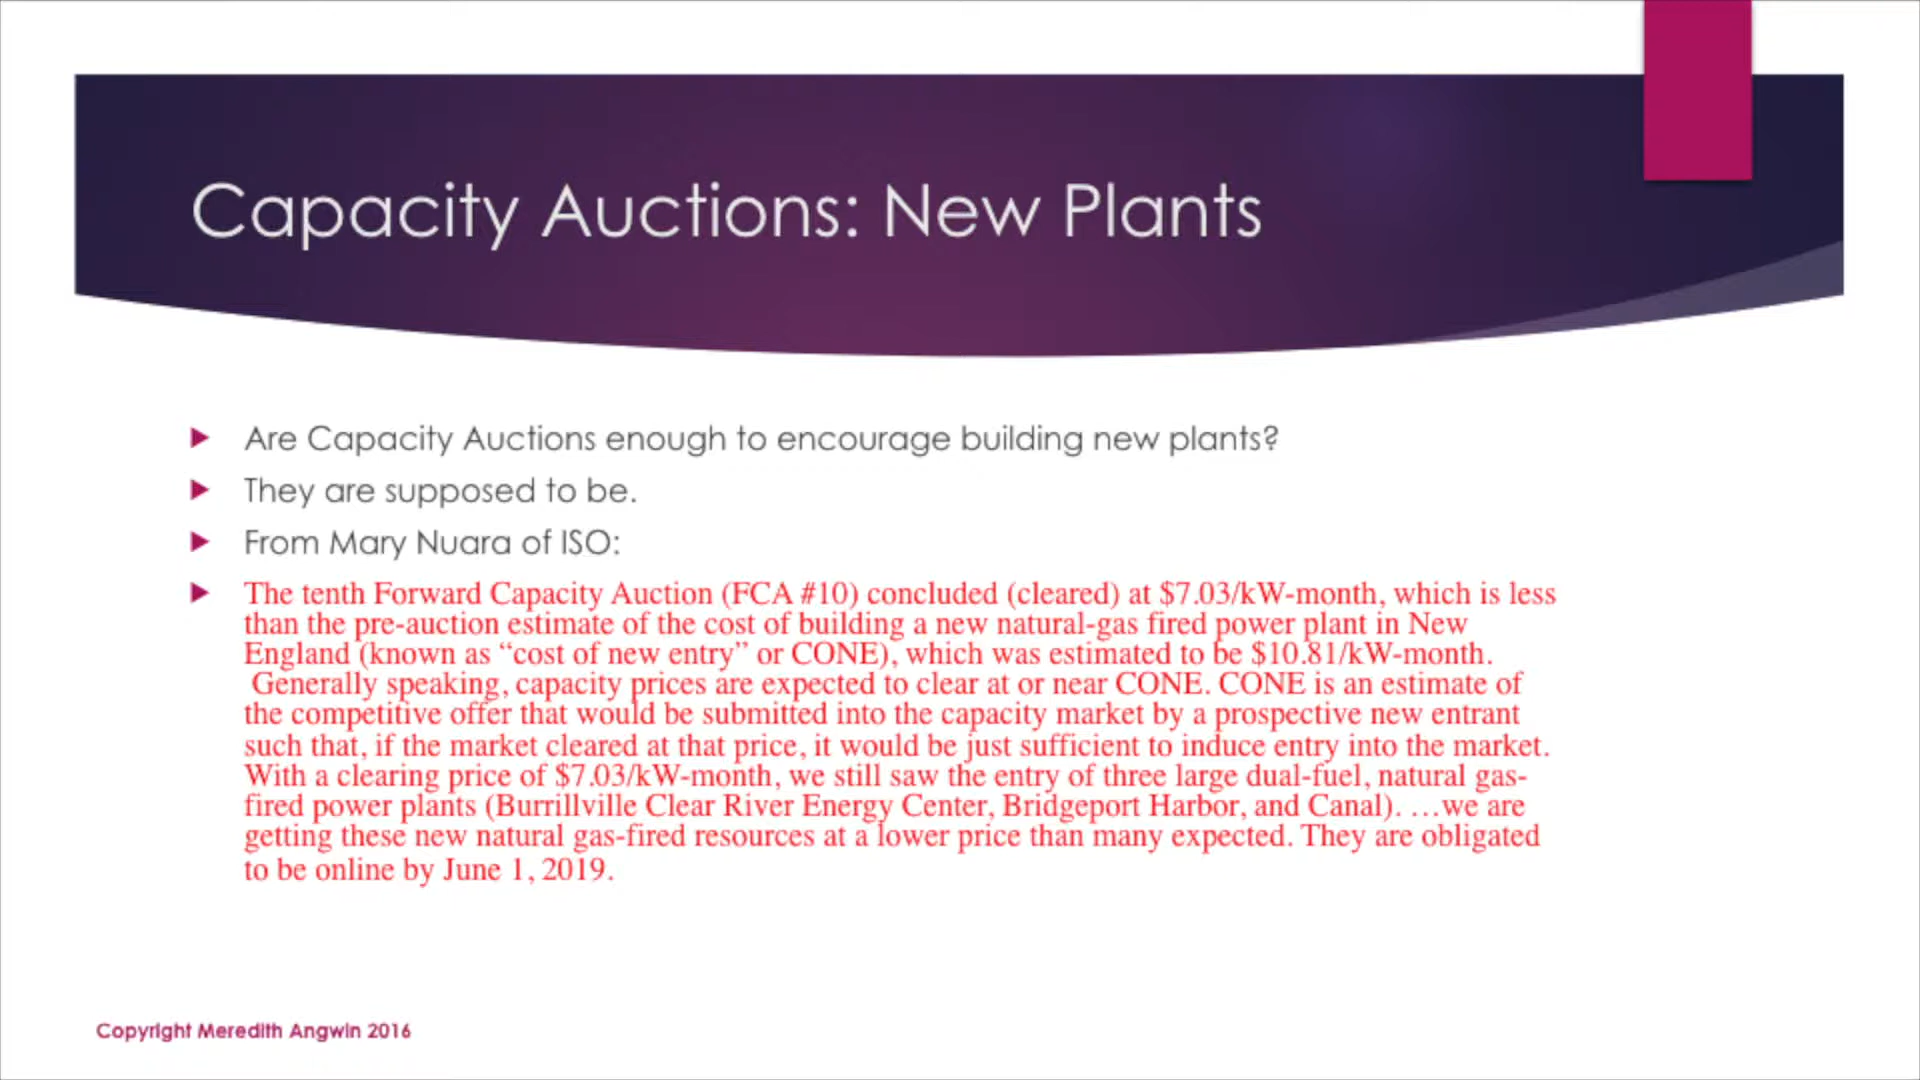 Capacity Auctions: New Plants
Are Capacity Auctions enough to encourage building new plants?
They are supposed to be.
From Mary Nuara of ISO:
The tenth Forward Capacity Auction (FCA #10) concluded (cleared) at $7.03/kW-month, which is less
than the pre-auction estimate of the cost of building a new natural-gas fired power plant in New
England (known as “cost of new entry” or CONE), which was estimated to be $10.81/kW-month.
Generally speaking, capacity prices are expected to clear at or near CONE. CONE is an estimate of
the competitive offer that would be submitted into the capacity market by a prospective new entrant
such that, if the market cleared at that price, it would be just sufficient to induce entry into the market.
With a clearing price of $7.03/kW-month, we still saw the entry of three large dual-fuel, natural gas-
fired power plants (Burrillville Clear River Energy Center, Bridgeport Harbor, and Canal). …we are
getting these new natural gas-fired resources at a lower price than many expected. They are obligated
to be online by June 1, 2019.
Copyright Meredith Angwin 2016